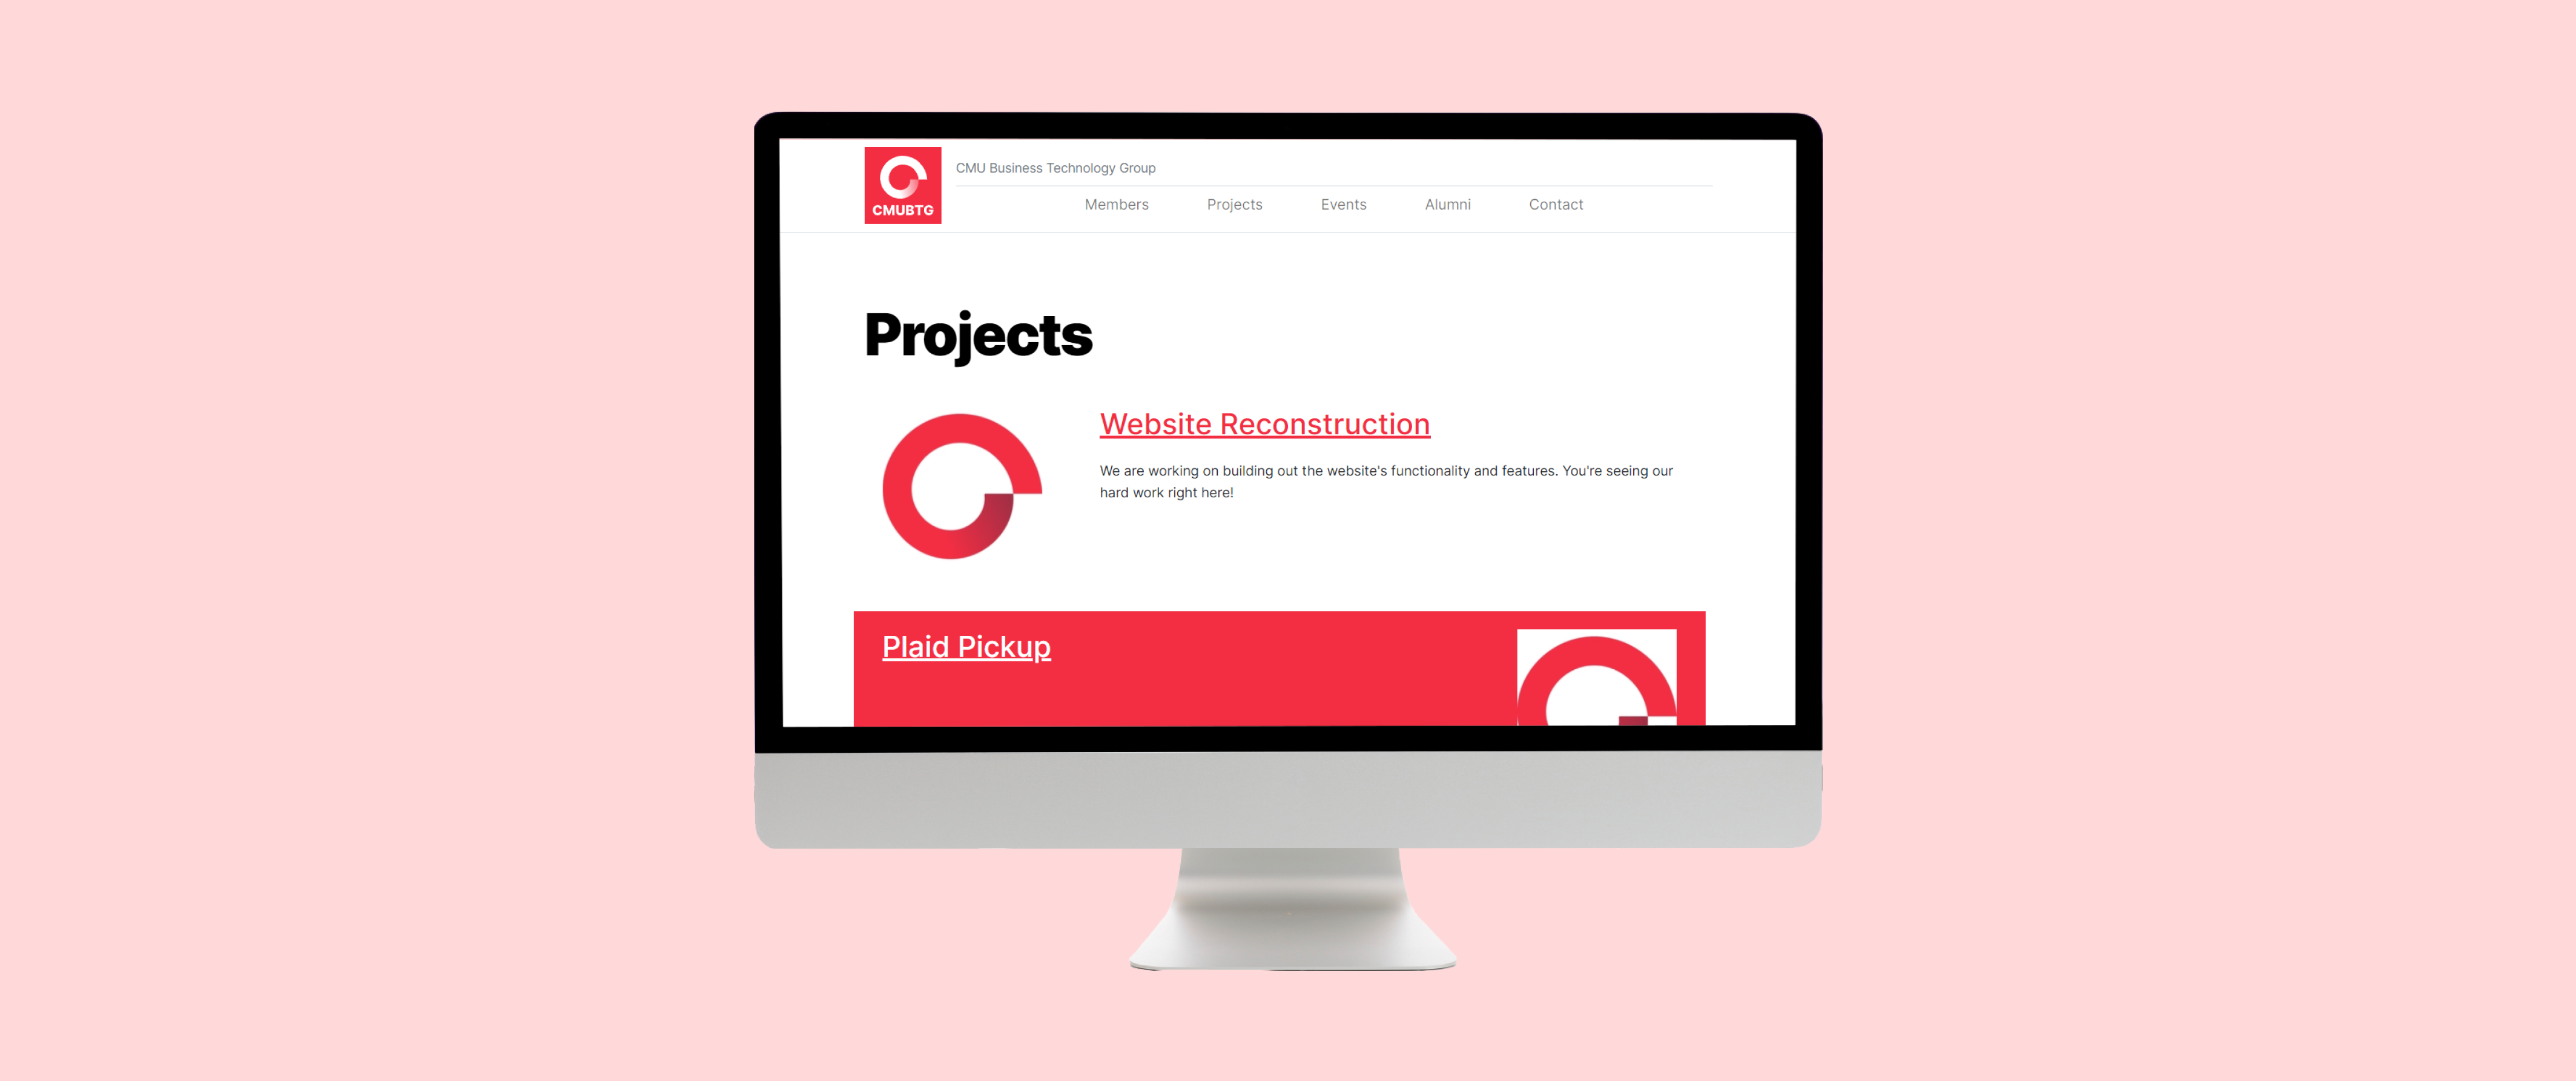 CMUBTG
CMU Business Technology Group
Members Projects Events Alumni Contact
Projects
Website Reconstruction
We are working on building out the website's functionality and features. You're seeing our
hard work right here!
Plaid Pickup